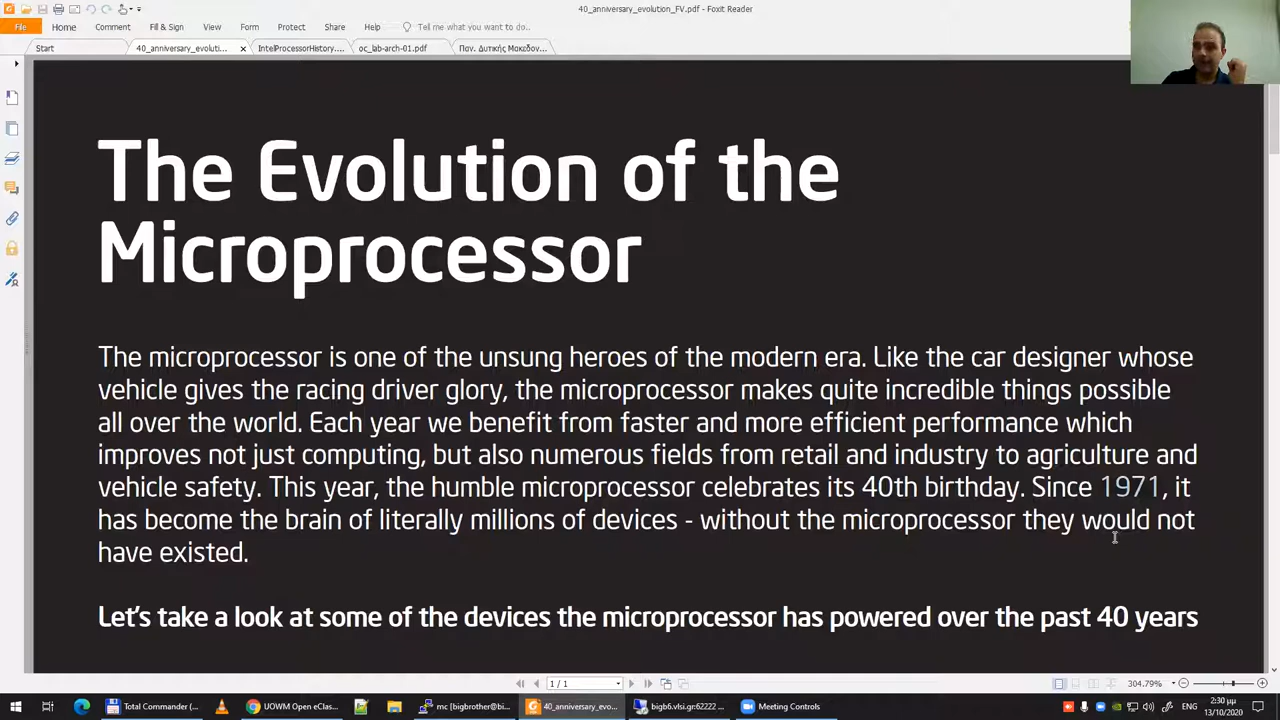 40_anniversary_evolution_FV.pdf - Foxit Reader
File Home Comment Fill & Sign View Form Protect Share Help Tell me what you want to do..
Start 40_anniversary_evoluti... IntelProcessorHistory.... oc_lab-arch-01.pdf Παν. Δυτικής Μακεδον...
The Evolution of the
Microprocessor
The microprocessor is one of the unsung heroes of the modern era. Like the car designer whose
vehicle gives the racing driver glory, the microprocessor makes quite incredible things possible
all over the world. Each year we benefit from faster and more efficient performance which
improves not just computing, but also numerous fields from retail and industry to agriculture and
vehicle safety. This year, the humble microprocessor celebrates its 40th birthday. Since 1971, it
has become the brain of literally millions of devices - without the microprocessor they would not
have existed.
Let's take a look at some of the devices the microprocessor has powered over the past 40 years
1 / 1
304.79%
Total Commander (... UOWM Open eClass... mc [bigbrother@bi... 40_anniversary_evo... bigb6.vlsi.gr:62222 ... Meeting Controls
2:30 μμ
13/10/2020